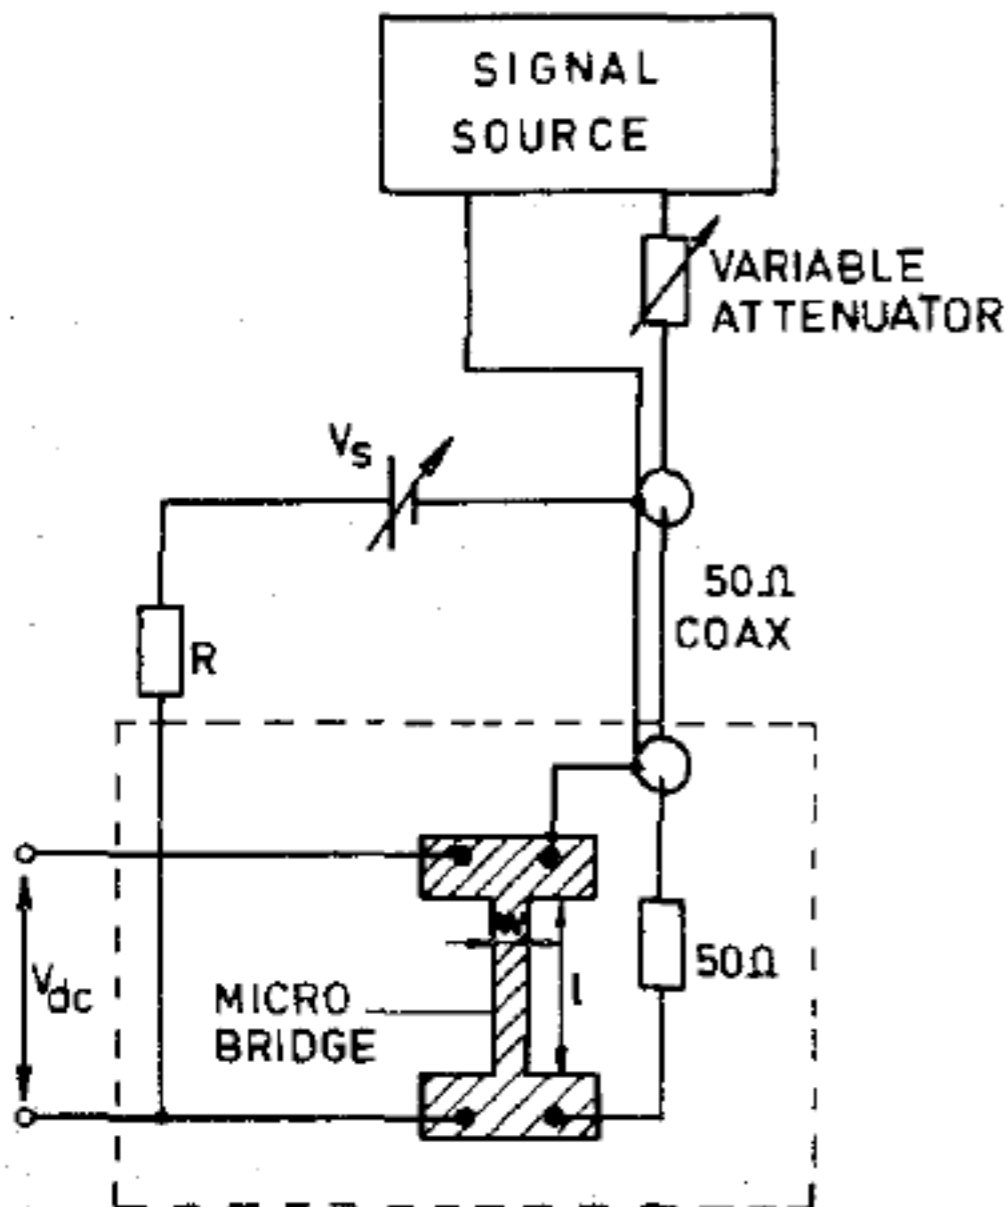 SIGNAL
SOURCE
VARIABLE
ATTENUATOR
Vs
50Ω
COAX
R
W
50Ω
l
Vdc
MICRO
BRIDGE